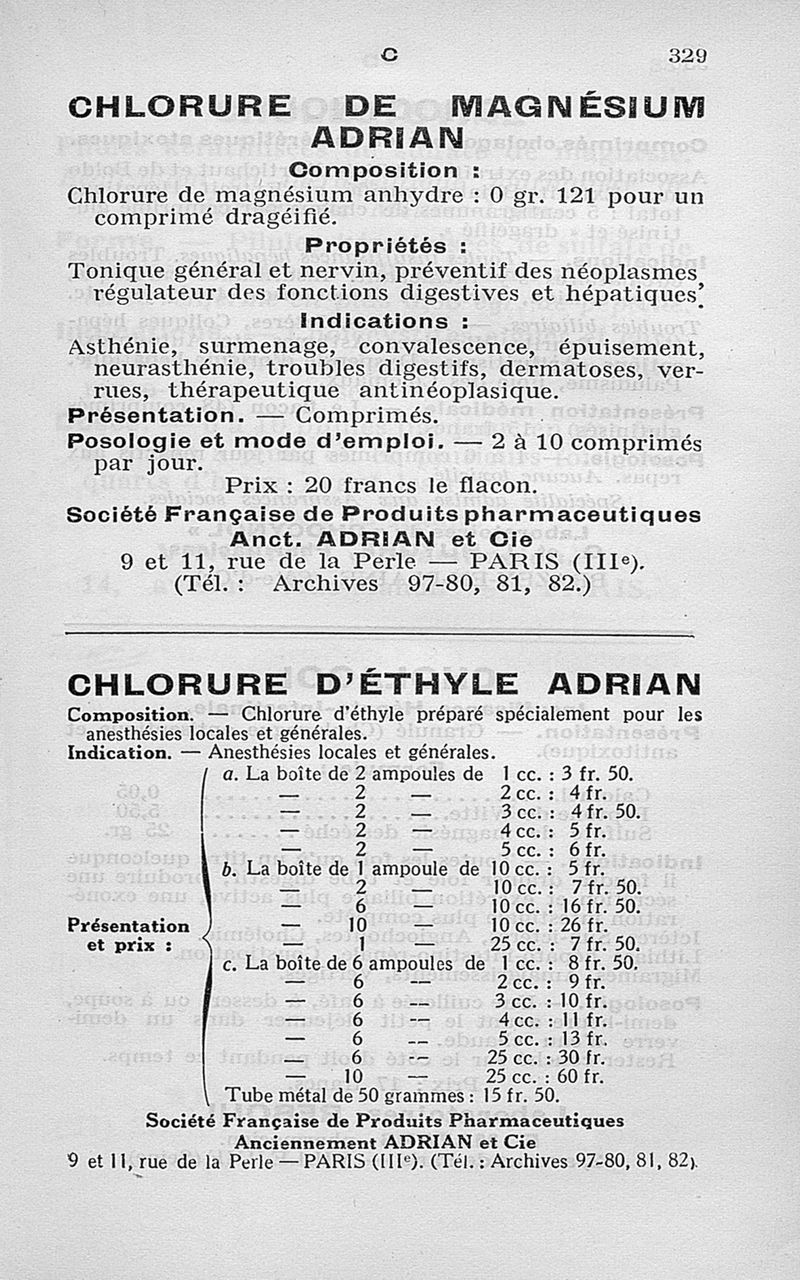 C 329
CHLORURE DE MAGNÉSIUM
ADRIAN
Composition :
Chlorure de magnésium anhydre : 0 gr. 121 pour un
comprimé dragéifié.
Propriétés :
Tonique général et nervin, préventif des néoplasmes,
régulateur des fonctions digestives et hépatiques.
Indications :
Asthénie, surmenage, convalescence, épuisement,
neurasthénie, troubles digestifs, dermatoses, ver-
rues, thérapeutique antinéoplasique.
Présentation. — Comprimés.
Posologie et mode d'emploi. — 2 à 10 comprimés
par jour.
Prix : 20 francs le flacon.
Société Française de Produits pharmaceutiques
Anct. ADRIAN et Cie
9 et 11, rue de la Perle — PARIS (IIIe).
(Tél. : Archives 97-80, 81, 82.)
CHLORURE D'ÉTHYLE ADRIAN
Composition. — Chlorure d'éthyle préparé spécialement pour les
anesthésies locales et générales.
Indication. — Anesthésies locales et générales.
a. La boîte de 2 ampoules de 1 cc. : 3 fr. 50.
— 2 — 2 cc. : 4 fr.
— 2 — 3 cc. : 4 fr. 50.
— 2 — 4 cc. : 5 fr.
— 2 — 5 cc. : 6 fr.
b. La boîte de 1 ampoule de 10 cc. : 5 fr.
— 2 — 10 cc. : 7 fr. 50.
— 6 — 10 cc. : 16 fr. 50.
Présentation — 10 — 10 cc. : 26 fr.
et prix : — 1 — 25 cc. : 7 fr. 50.
c. La boîte de 6 ampoules de 1 cc. : 8 fr. 50.
— 6 — 2 cc. : 9 fr.
— 6 — 3 cc. : 10 fr.
— 6 -- 4 cc. : 11 fr.
— 6 -- 5 cc. : 13 fr.
— 6 -- 25 cc. : 30 fr.
— 10 — 25 cc. : 60 fr.
Tube métal de 50 grammes : 15 fr. 50.
Société Française de Produits Pharmaceutiques
Anciennement ADRIAN et Cie
9 et 11, rue de la Perle — PARIS (IIIe). (Tél. : Archives 97-80, 81, 82).